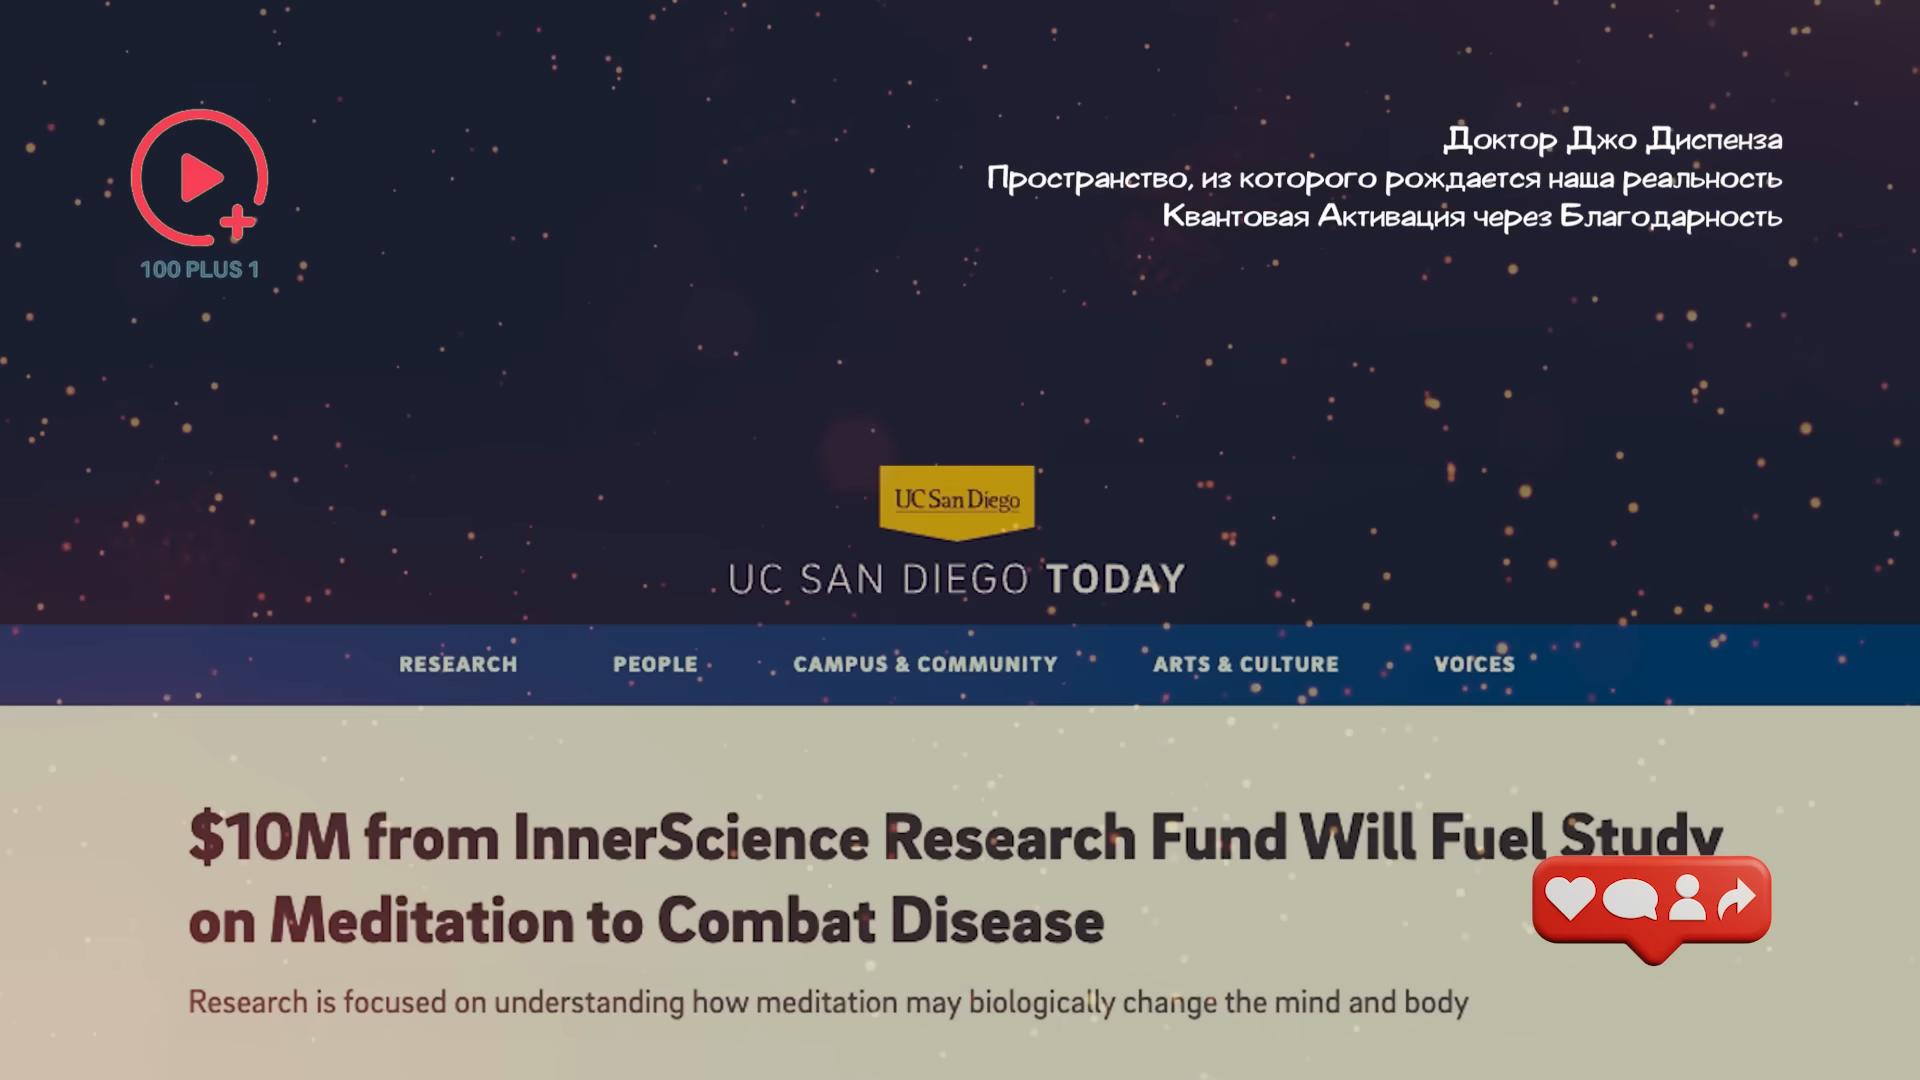 Доктор Джо Диспенза
Пространство, из которого рождается наша реальность
Квантовая Активация через Благодарность
100 PLUS 1
UC San Diego
UC SAN DIEGO TODAY
RESEARCH PEOPLE CAMPUS & COMMUNITY ARTS & CULTURE VOICES
$10M from InnerScience Research Fund Will Fuel Study
on Meditation to Combat Disease
Research is focused on understanding how meditation may biologically change the mind and body